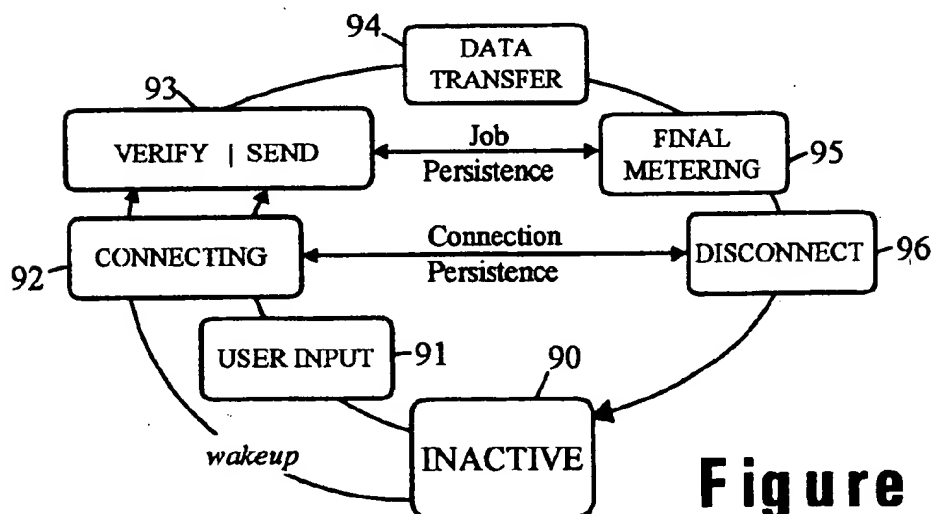 94
DATA
TRANSFER
93
VERIFY | SEND
Job
Persistence
FINAL
METERING
95
92
CONNECTING
Connection
Persistence
DISCONNECT
96
USER INPUT
91
90
INACTIVE
wakeup
Figure